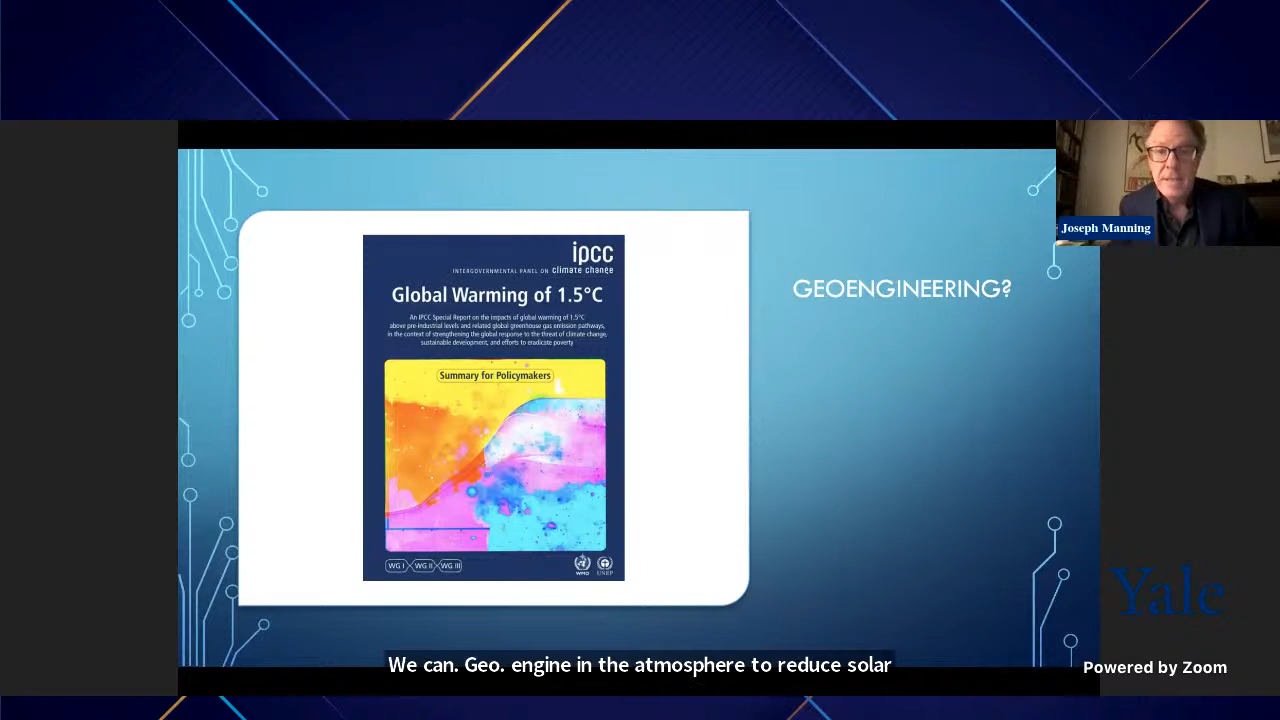 ipcc
INTERGOVERNMENTAL PANEL ON climate change
Global Warming of 1.5°C
An IPCC Special Report on the impacts of global warming of 1.5°C
above pre-industrial levels and related global greenhouse gas emission pathways,
in the context of strengthening the global response to the threat of climate change,
sustainable development, and efforts to eradicate poverty
Summary for Policymakers
WG I WG II WG III
WMO UNEP
GEOENGINEERING?
Joseph Manning
Yale
Powered by Zoom
We can. Geo. engine in the atmosphere to reduce solar